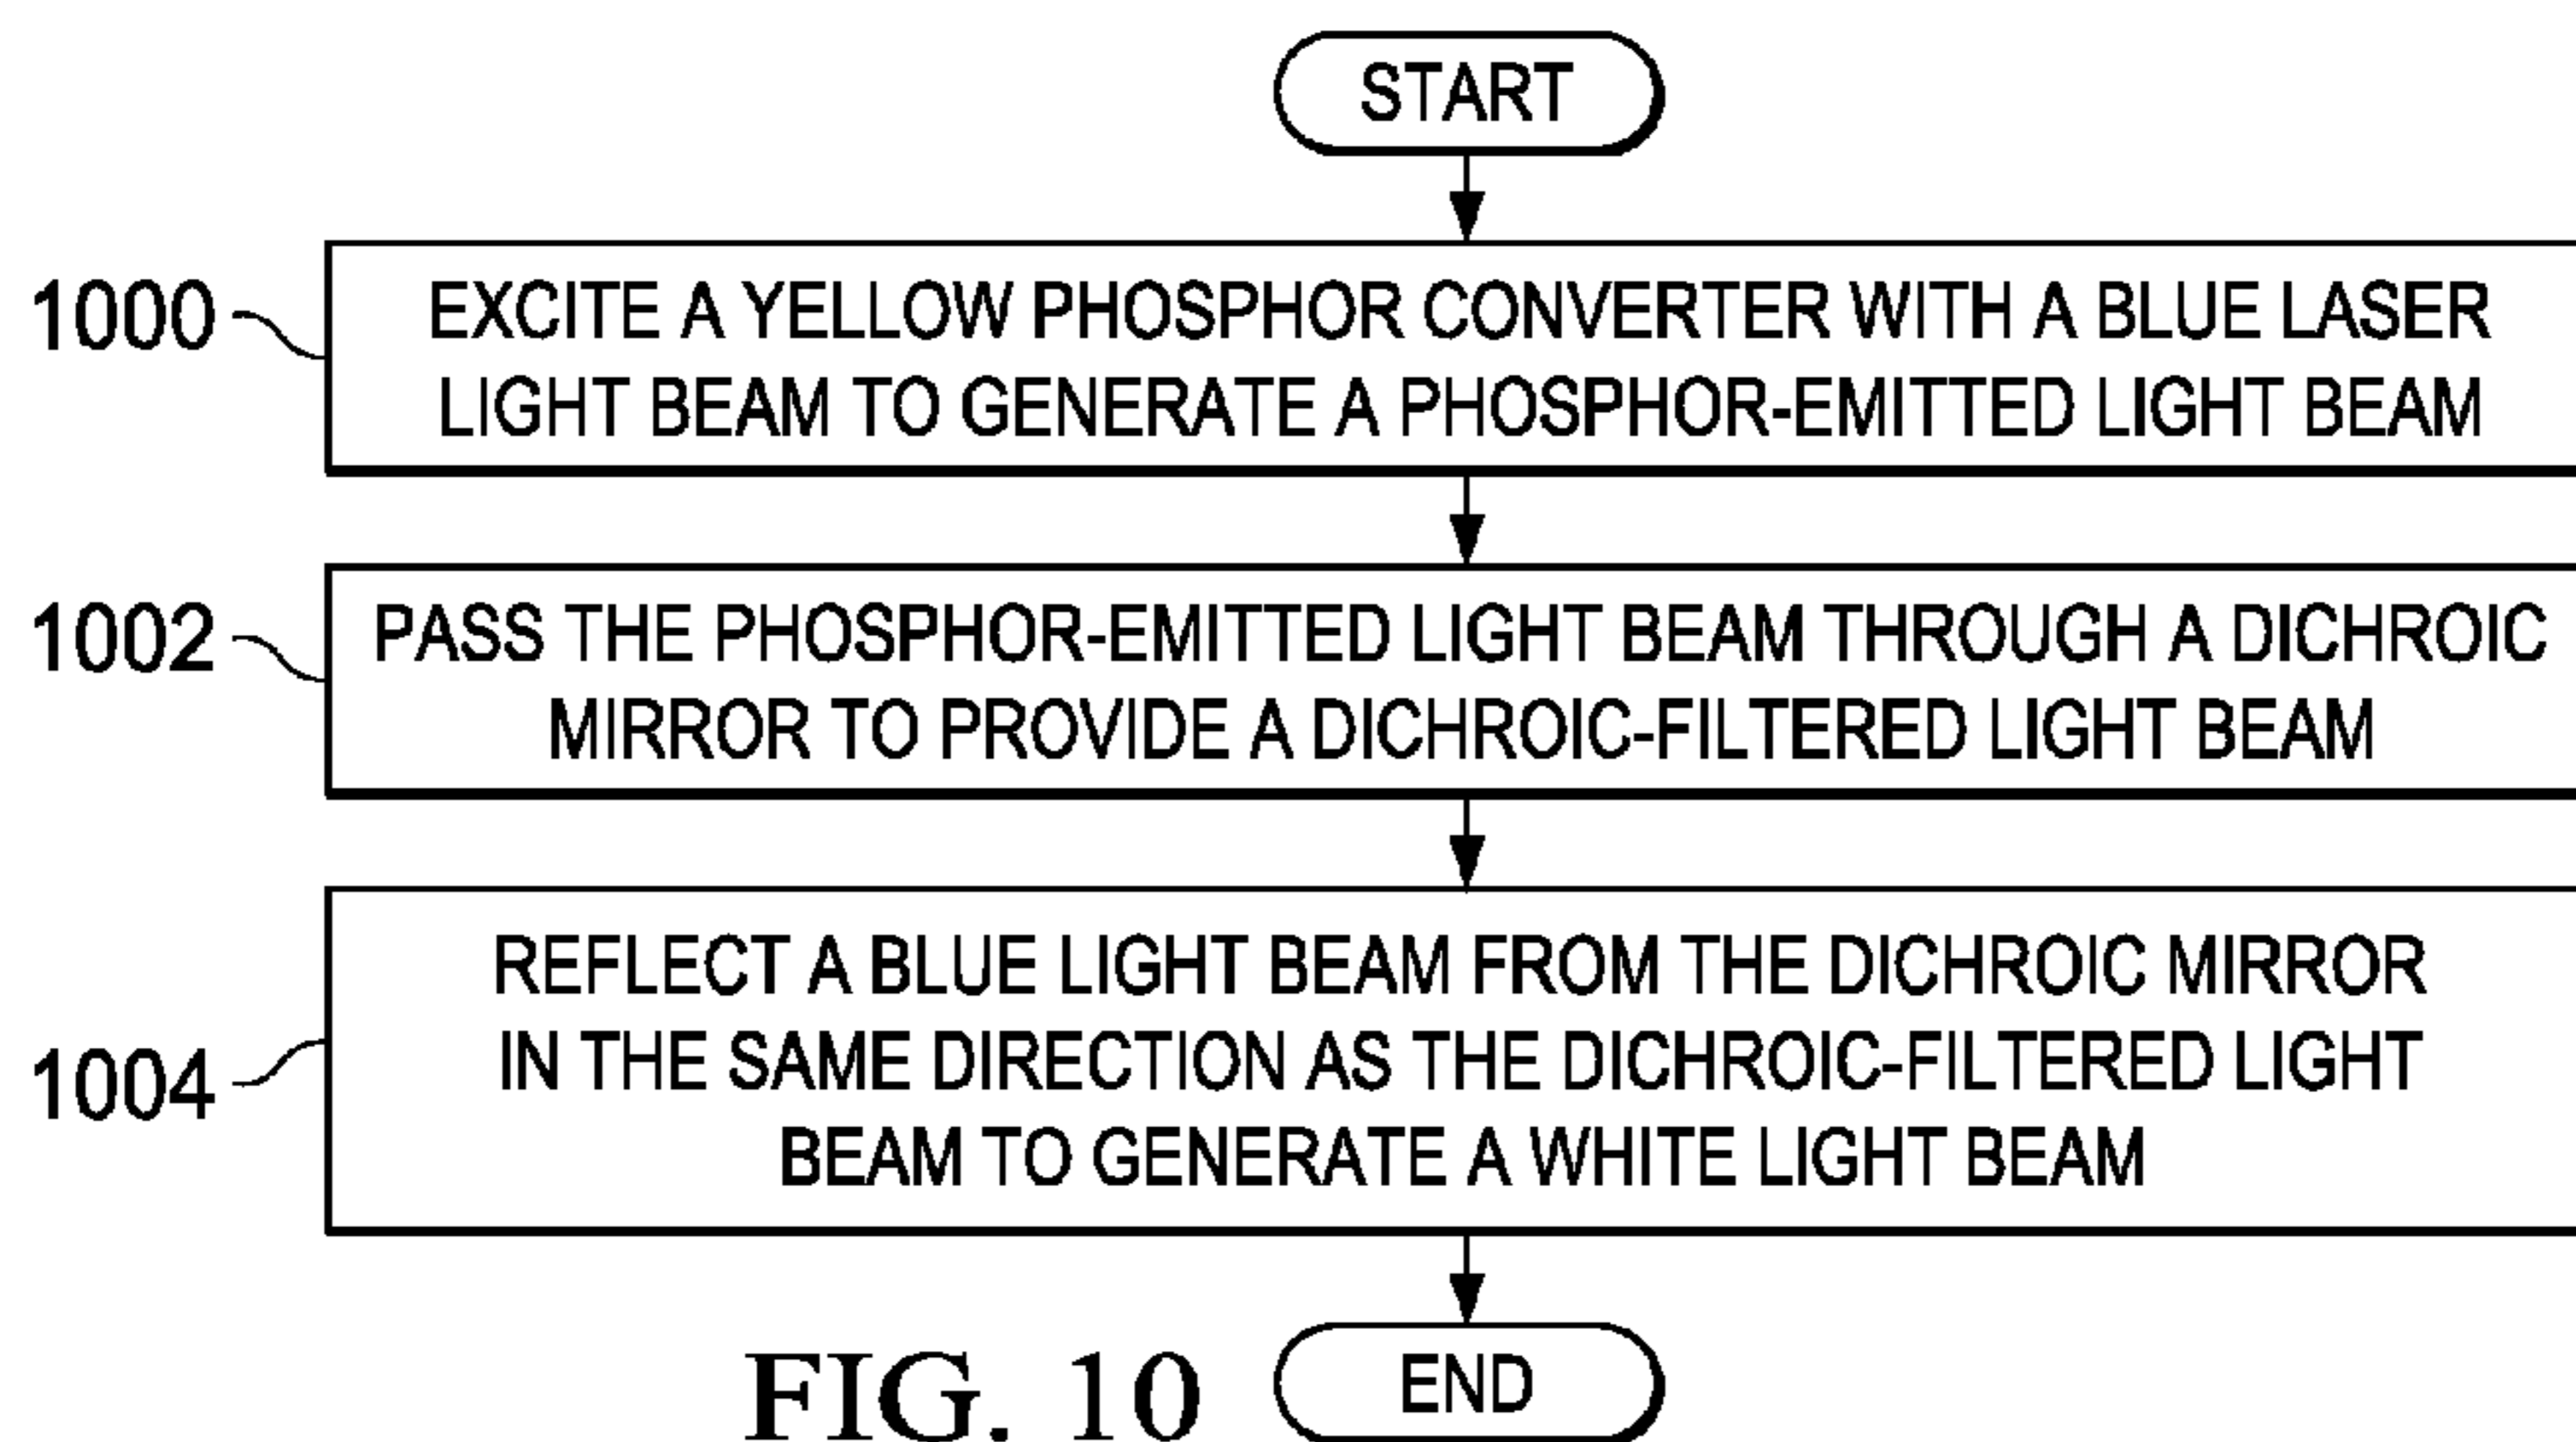 START
1000
EXCITE A YELLOW PHOSPHOR CONVERTER WITH A BLUE LASER
LIGHT BEAM TO GENERATE A PHOSPHOR-EMITTED LIGHT BEAM
1002
PASS THE PHOSPHOR-EMITTED LIGHT BEAM THROUGH A DICHROIC
MIRROR TO PROVIDE A DICHROIC-FILTERED LIGHT BEAM
1004
REFLECT A BLUE LIGHT BEAM FROM THE DICHROIC MIRROR
IN THE SAME DIRECTION AS THE DICHROIC-FILTERED LIGHT
BEAM TO GENERATE A WHITE LIGHT BEAM
FIG. 10
END